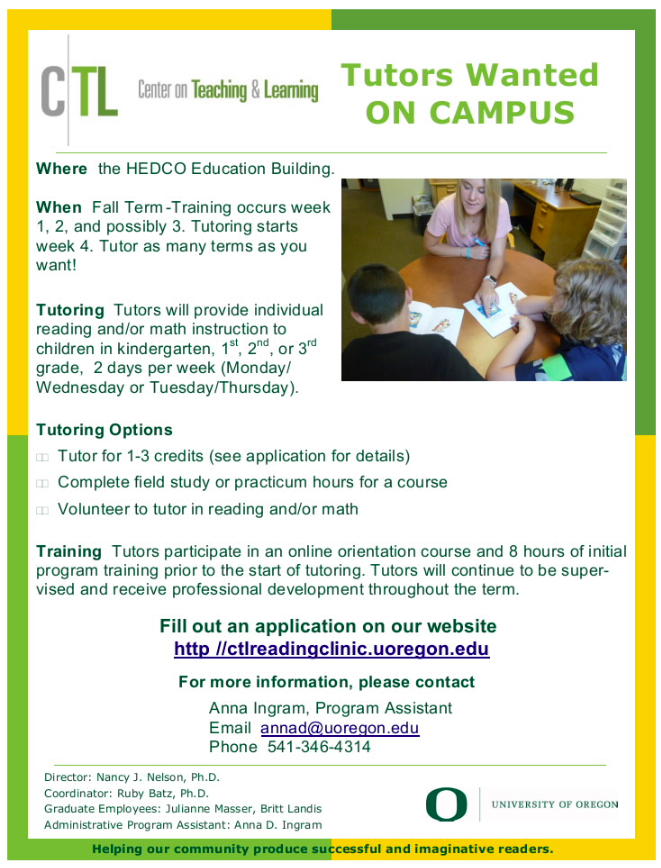 CTL Center on Teaching & Learning
Tutors Wanted
ON CAMPUS
Where the HEDCO Education Building.
When Fall Term -Training occurs week
1, 2, and possibly 3. Tutoring starts
week 4. Tutor as many terms as you
want!
Tutoring Tutors will provide individual
reading and/or math instruction to
children in kindergarten, 1st, 2nd, or 3rd
grade, 2 days per week (Monday/
Wednesday or Tuesday/Thursday).
Tutoring Options
Tutor for 1-3 credits (see application for details)
Complete field study or practicum hours for a course
Volunteer to tutor in reading and/or math
Training Tutors participate in an online orientation course and 8 hours of initial
program training prior to the start of tutoring. Tutors will continue to be super-
vised and receive professional development throughout the term.
Fill out an application on our website
http //ctlreadingclinic.uoregon.edu
For more information, please contact
Anna Ingram, Program Assistant
Email annad@uoregon.edu
Phone 541-346-4314
Director: Nancy J. Nelson, Ph.D.
Coordinator: Ruby Batz, Ph.D.
Graduate Employees: Julianne Masser, Britt Landis
Administrative Program Assistant: Anna D. Ingram
O UNIVERSITY OF OREGON
Helping our community produce successful and imaginative readers.